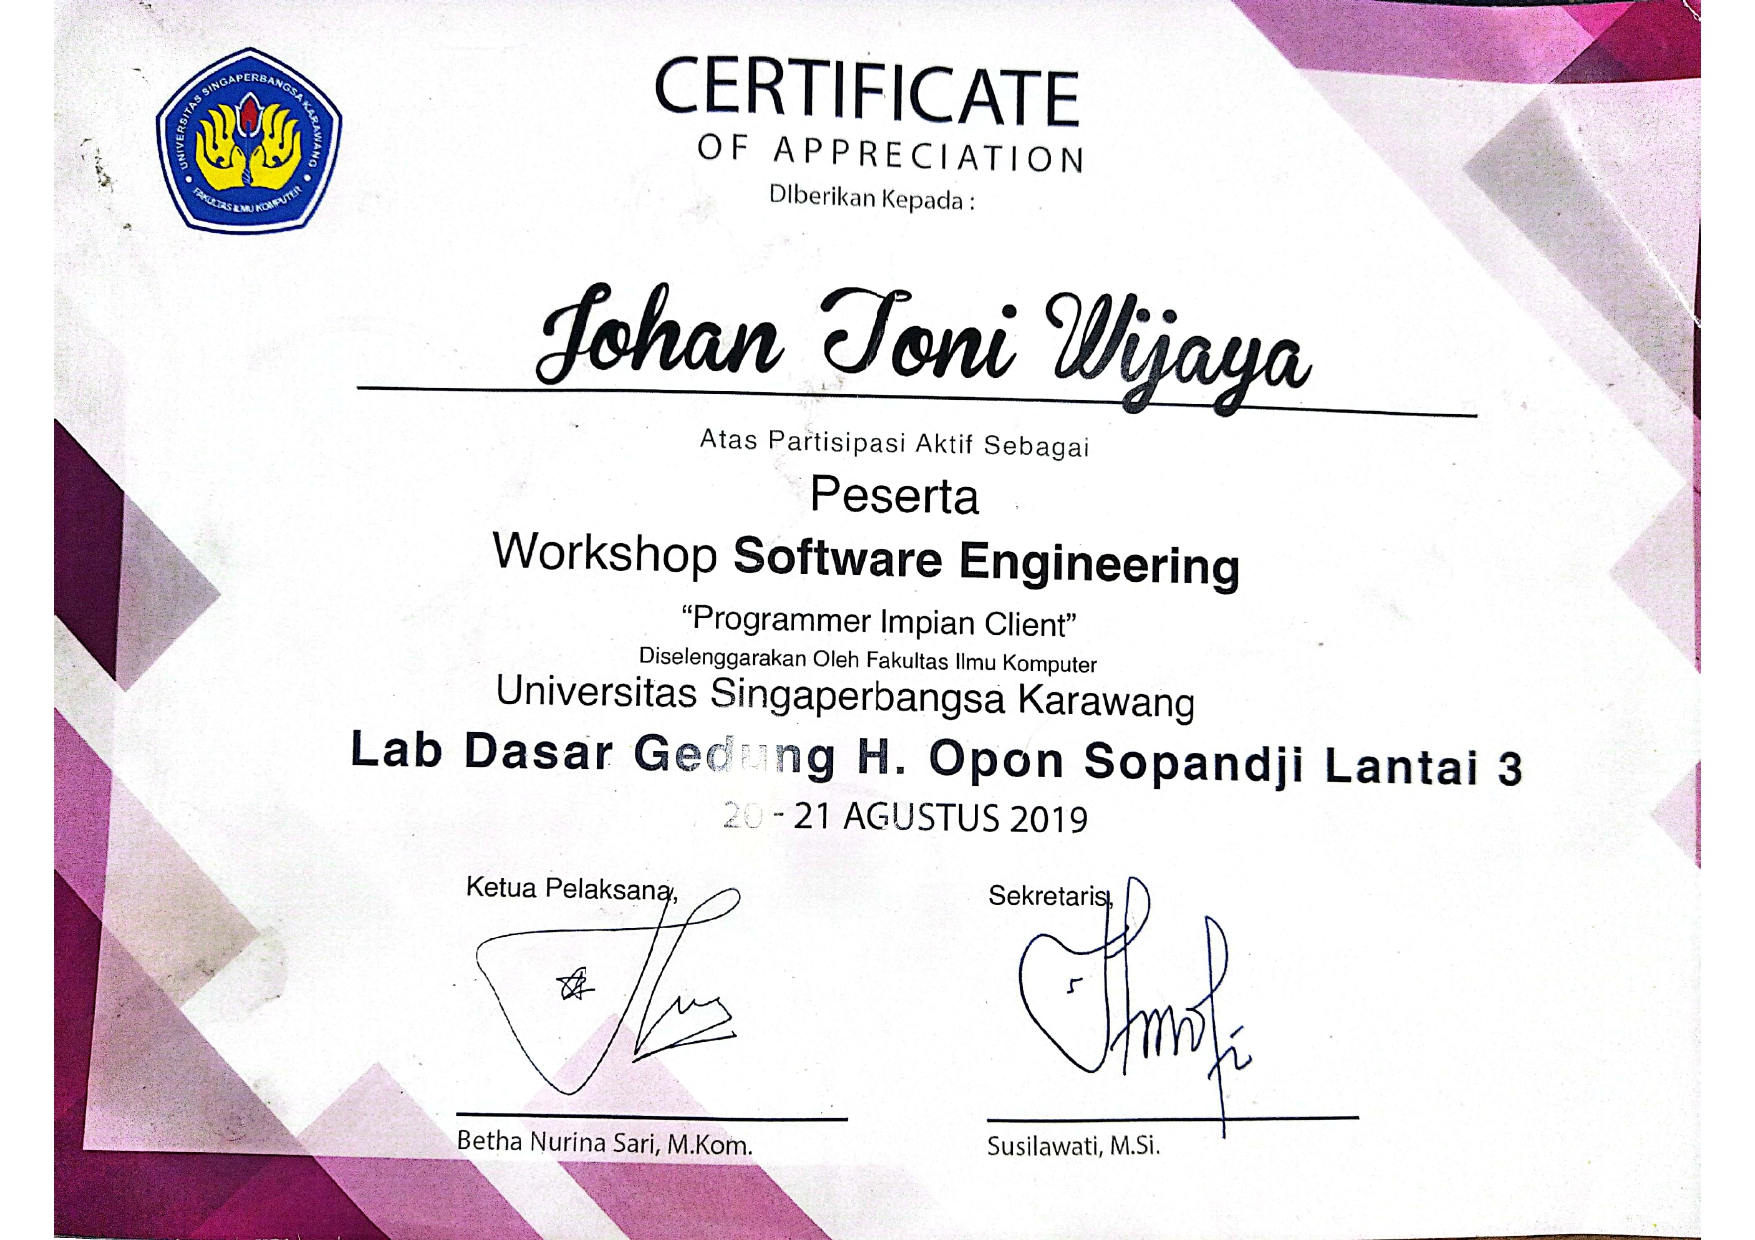 UNIVERSITAS SINGAPERBANGSA KARAWANG
FAKULTAS ILMU KOMPUTER
CERTIFICATE
OF APPRECIATION
DIberikan Kepada :
Johan Toni Wijaya
Atas Partisipasi Aktif Sebagai
Peserta
Workshop Software Engineering
“Programmer Impian Client”
Diselenggarakan Oleh Fakultas Ilmu Komputer
Universitas Singaperbangsa Karawang
Lab Dasar Gedung H. Opon Sopandji Lantai 3
20 - 21 AGUSTUS 2019
Ketua Pelaksana,
Sekretaris,
Betha Nurina Sari, M.Kom.
Susilawati, M.Si.